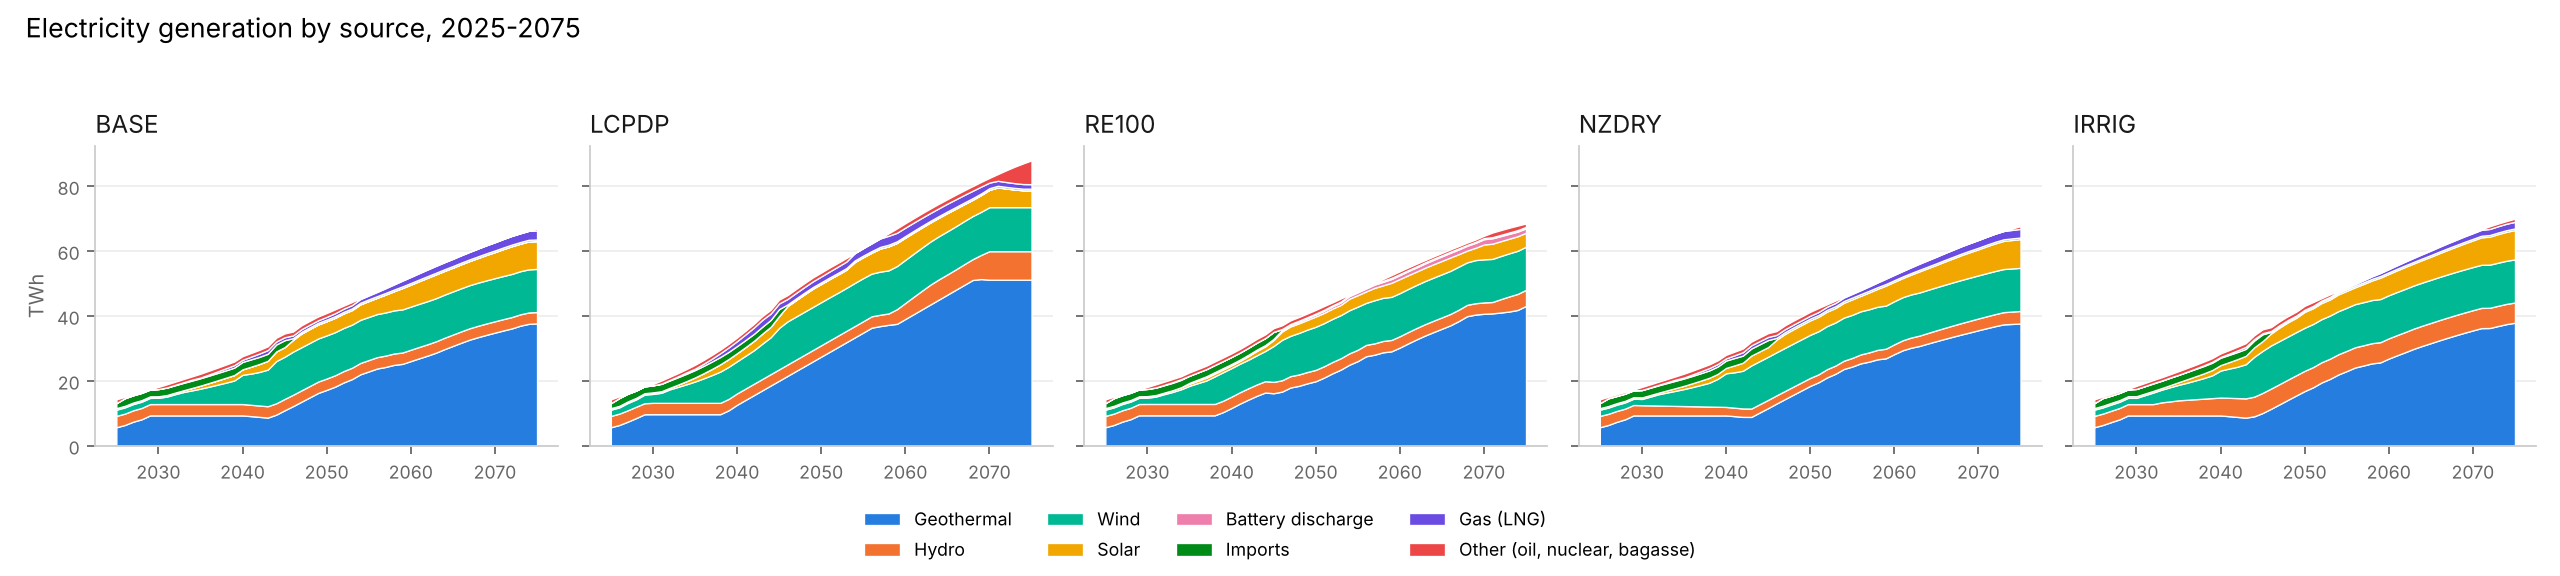 Electricity generation by source, 2025-2075
BASE
LCPDP
RE100
NZDRY
IRRIG
TWh
80
60
40
20
0
2030 2040 2050 2060 2070
2030 2040 2050 2060 2070
2030 2040 2050 2060 2070
2030 2040 2050 2060 2070
2030 2040 2050 2060 2070
Geothermal Wind Battery discharge Gas (LNG)
Hydro Solar Imports Other (oil, nuclear, bagasse)